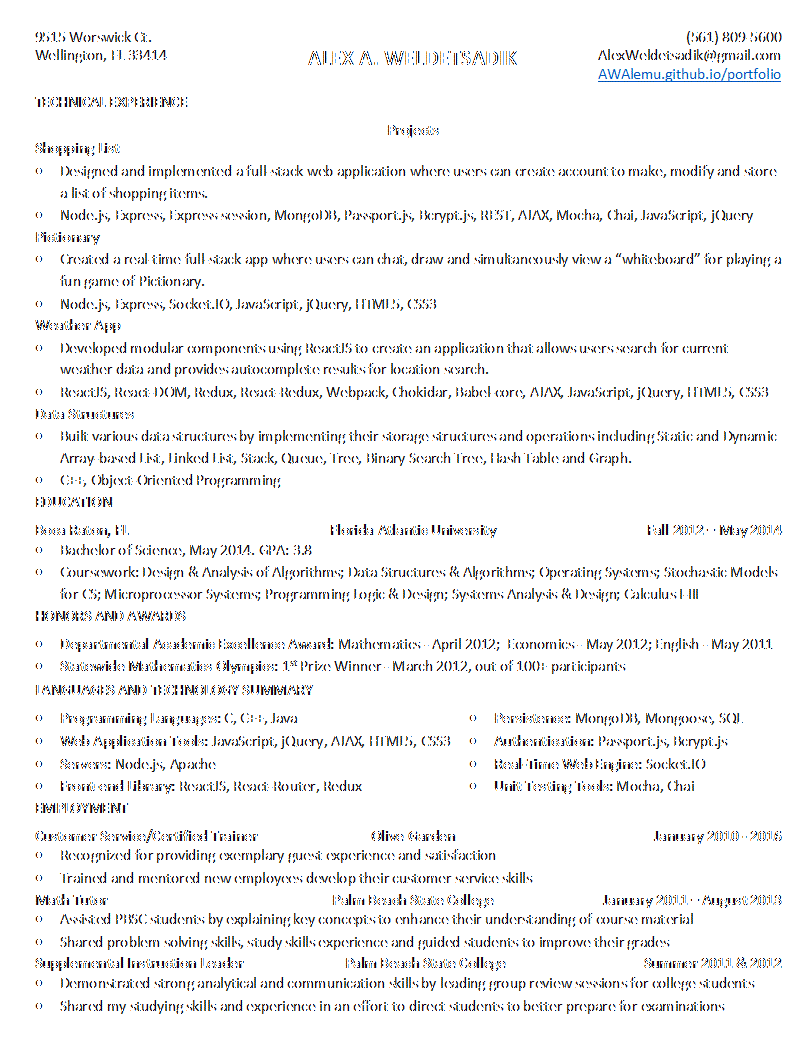 9515 Worswick Ct.
Wellington, FL 33414
ALEX A. WELDETSADIK
(561) 809-5600
AlexWeldetsadik@gmail.com
AWAlemu.github.io/portfolio
TECHNICAL EXPERIENCE
Projects
Shopping List
o Designed and implemented a full-stack web application where users can create account to make, modify and store
a list of shopping items.
o Node.js, Express, Express-session, MongoDB, Passport.js, Bcrypt.js, REST, AJAX, Mocha, Chai, JavaScript, jQuery
Pictionary
o Created a real-time full-stack app where users can chat, draw and simultaneously view a “whiteboard” for playing a
fun game of Pictionary.
o Node.js, Express, Socket.IO, JavaScript, jQuery, HTML5, CSS3
Weather App
o Developed modular components using ReactJS to create an application that allows users search for current
weather data and provides autocomplete results for location search.
o ReactJS, React-DOM, Redux, React-Redux, Webpack, Chokidar, Babel-core, AJAX, JavaScript, jQuery, HTML5, CSS3
Data Structures
o Built various data structures by implementing their storage structures and operations including Static and Dynamic
Array-based List, Linked List, Stack, Queue, Tree, Binary Search Tree, Hash Table and Graph.
o C++, Object-Oriented Programming
EDUCATION
Boca Raton, FL Florida Atlantic University Fall 2012 - May 2014
o Bachelor of Science, May 2014. GPA: 3.8
o Coursework: Design & Analysis of Algorithms; Data Structures & Algorithms; Operating Systems; Stochastic Models
for CS; Microprocessor Systems; Programming Logic & Design; Systems Analysis & Design; Calculus I-III
HONORS AND AWARDS
o Departmental Academic Excellence Award: Mathematics - April 2012; Economics - May 2012; English - May 2011
o Statewide Mathematics Olympics: 1st Prize Winner - March 2012, out of 100+ participants
LANGUAGES AND TECHNOLOGY SUMMARY
o Programming Languages: C, C++, Java
o Web Application Tools: JavaScript, jQuery, AJAX, HTML5, CSS3
o Servers: Node.js, Apache
o Front-end Library: ReactJS, React-Router, Redux
o Persistence: MongoDB, Mongoose, SQL
o Authentication: Passport.js, Bcrypt.js
o Real-Time Web Engine: Socket.IO
o Unit Testing Tools: Mocha, Chai
EMPLOYMENT
Customer Service/Certified Trainer Olive Garden January 2010 - 2016
o Recognized for providing exemplary guest experience and satisfaction
o Trained and mentored new employees develop their customer service skills
Math Tutor Palm Beach State College January 2011 - August 2013
o Assisted PBSC students by explaining key concepts to enhance their understanding of course material
o Shared problem solving skills, study skills experience and guided students to improve their grades
Supplemental Instruction Leader Palm Beach State College Summer 2011 & 2012
o Demonstrated strong analytical and communication skills by leading group review sessions for college students
o Shared my studying skills and experience in an effort to direct students to better prepare for examinations